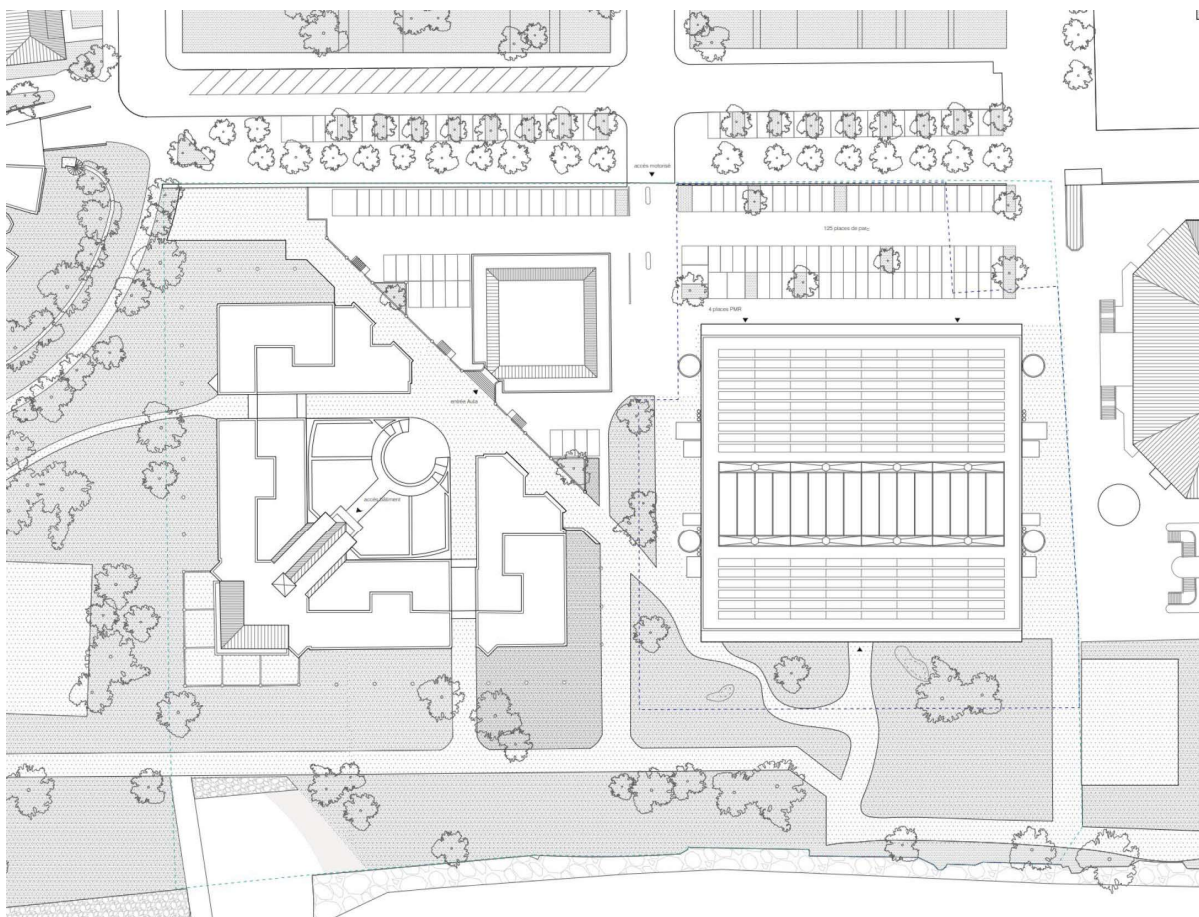 accès motorisé
125 places de parc
4 places PMR
entrée Aula
accès bâtiment